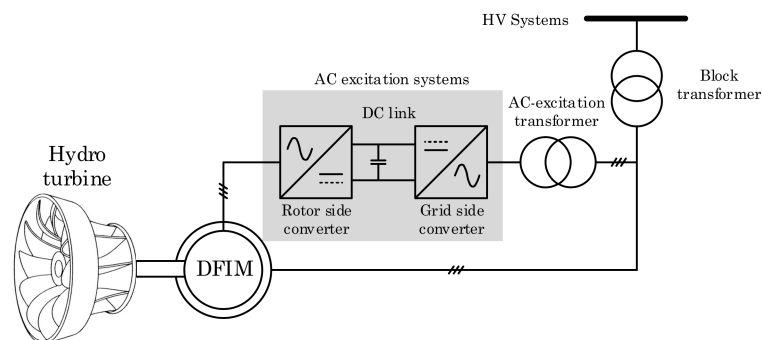 HV Systems
Block
transformer
AC excitation systems
AC-excitation
transformer
DC link
Hydro
turbine
Rotor side
converter
Grid side
converter
DFIM